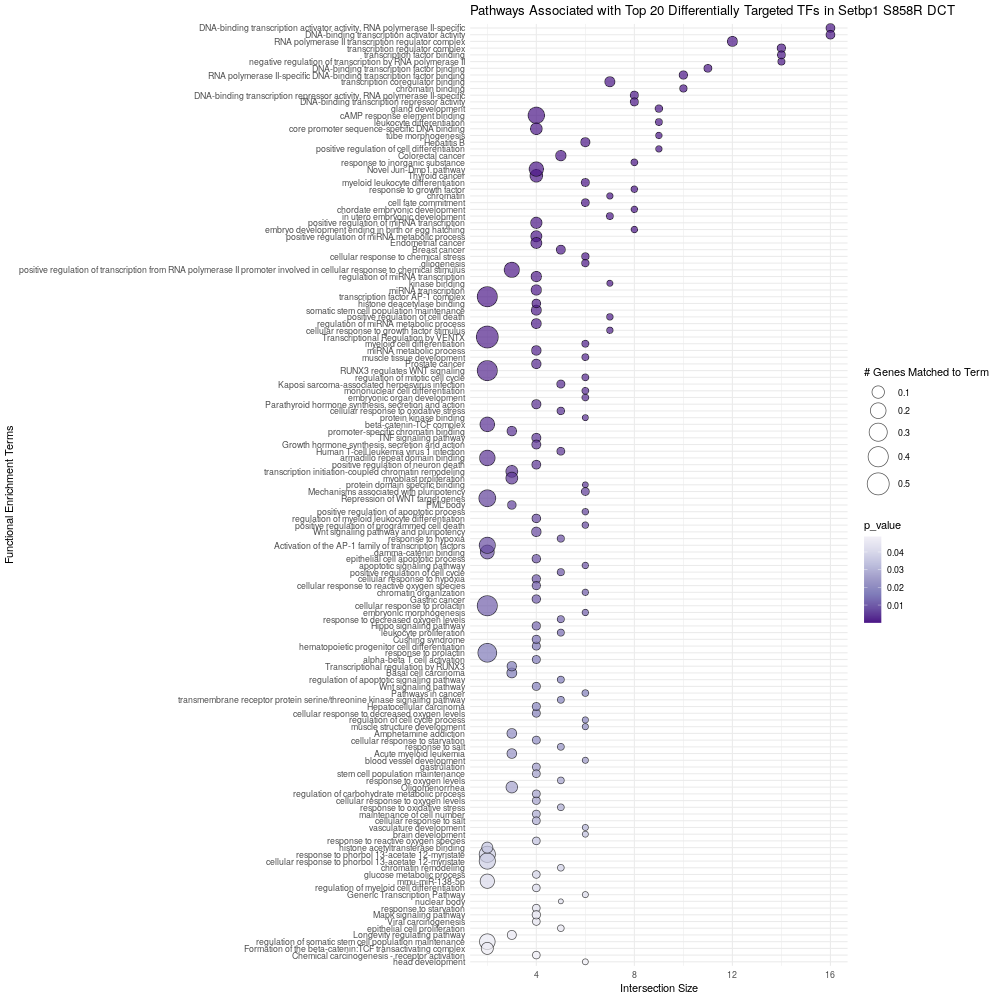 Pathways Associated with Top 20 Differentially Targeted TFs in Setbp1 S858R DCT
DNA-binding transcription activator activity, RNA polymerase II-specific
DNA-binding transcription activator activity
RNA polymerase II transcription regulator complex
transcription regulator complex
transcription factor binding
negative regulation of transcription by RNA polymerase II
DNA-binding transcription factor binding
RNA polymerase II-specific DNA-binding transcription factor binding
transcription coregulator binding
chromatin binding
DNA-binding transcription repressor activity, RNA polymerase II-specific
DNA-binding transcription repressor activity
gland development
cAMP response element binding
leukocyte differentiation
core promoter sequence-specific DNA binding
tube morphogenesis
Hepatitis B
positive regulation of cell differentiation
Colorectal cancer
response to inorganic substance
Novel Jun-Dmp1 pathway
Thyroid cancer
myeloid leukocyte differentiation
response to growth factor
chromatin
cell fate commitment
chordate embryonic development
in utero embryonic development
positive regulation of miRNA transcription
embryo development ending in birth or egg hatching
positive regulation of miRNA metabolic process
Endometrial cancer
Breast cancer
cellular response to chemical stress
gliogenesis
positive regulation of transcription from RNA polymerase II promoter involved in cellular response to chemical stimulus
regulation of miRNA transcription
kinase binding
miRNA transcription
transcription factor AP-1 complex
histone deacetylase binding
somatic stem cell population maintenance
positive regulation of cell death
regulation of miRNA metabolic process
cellular response to growth factor stimulus
Transcriptional Regulation by VENTX
myeloid cell differentiation
miRNA metabolic process
muscle tissue development
Prostate cancer
RUNX3 regulates WNT signaling
regulation of mitotic cell cycle
Kaposi sarcoma-associated herpesvirus infection
mononuclear cell differentiation
embryonic organ development
Parathyroid hormone synthesis, secretion and action
cellular response to oxidative stress
protein kinase binding
beta-catenin-TCF complex
promoter-specific chromatin binding
TNF signaling pathway
Growth hormone synthesis, secretion and action
Human T-cell leukemia virus 1 infection
armadillo repeat domain binding
positive regulation of neuron death
transcription initiation-coupled chromatin remodeling
myoblast proliferation
protein domain specific binding
Mechanisms associated with pluripotency
Repression of WNT target genes
PML body
positive regulation of apoptotic process
regulation of myeloid leukocyte differentiation
positive regulation of programmed cell death
Wnt signaling pathway and pluripotency
response to hypoxia
Activation of the AP-1 family of transcription factors
gamma-catenin binding
epithelial cell apoptotic process
apoptotic signaling pathway
positive regulation of cell cycle
cellular response to hypoxia
cellular response to reactive oxygen species
chromatin organization
Gastric cancer
cellular response to prolactin
embryonic morphogenesis
response to decreased oxygen levels
Hippo signaling pathway
leukocyte proliferation
Cushing syndrome
hematopoietic progenitor cell differentiation
response to prolactin
alpha-beta T cell activation
Transcriptional regulation by RUNX3
Basal cell carcinoma
regulation of apoptotic signaling pathway
Wnt signaling pathway
Pathways in cancer
transmembrane receptor protein serine/threonine kinase signaling pathway
Hepatocellular carcinoma
cellular response to decreased oxygen levels
regulation of cell cycle process
muscle structure development
Amphetamine addiction
cellular response to starvation
response to salt
Acute myeloid leukemia
blood vessel development
gastrulation
stem cell population maintenance
response to oxygen levels
Oligomenorrhea
regulation of carbohydrate metabolic process
cellular response to oxygen levels
response to oxidative stress
maintenance of cell number
cellular response to salt
vasculature development
brain development
response to reactive oxygen species
histone acetyltransferase binding
response to phorbol 13-acetate 12-myristate
cellular response to phorbol 13-acetate 12-myristate
chromatin remodeling
glucose metabolic process
mmu-miR-138-5p
regulation of myeloid cell differentiation
Generic Transcription Pathway
nuclear body
response to starvation
Mapk signaling pathway
Viral carcinogenesis
epithelial cell proliferation
Longevity regulating pathway
regulation of somatic stem cell population maintenance
Formation of the beta-catenin:TCF transactivating complex
Chemical carcinogenesis - receptor activation
head development
4
8
12
16
Intersection Size
Functional Enrichment Terms
# Genes Matched to Term
0.1
0.2
0.3
0.4
0.5
p_value
0.04
0.03
0.02
0.01